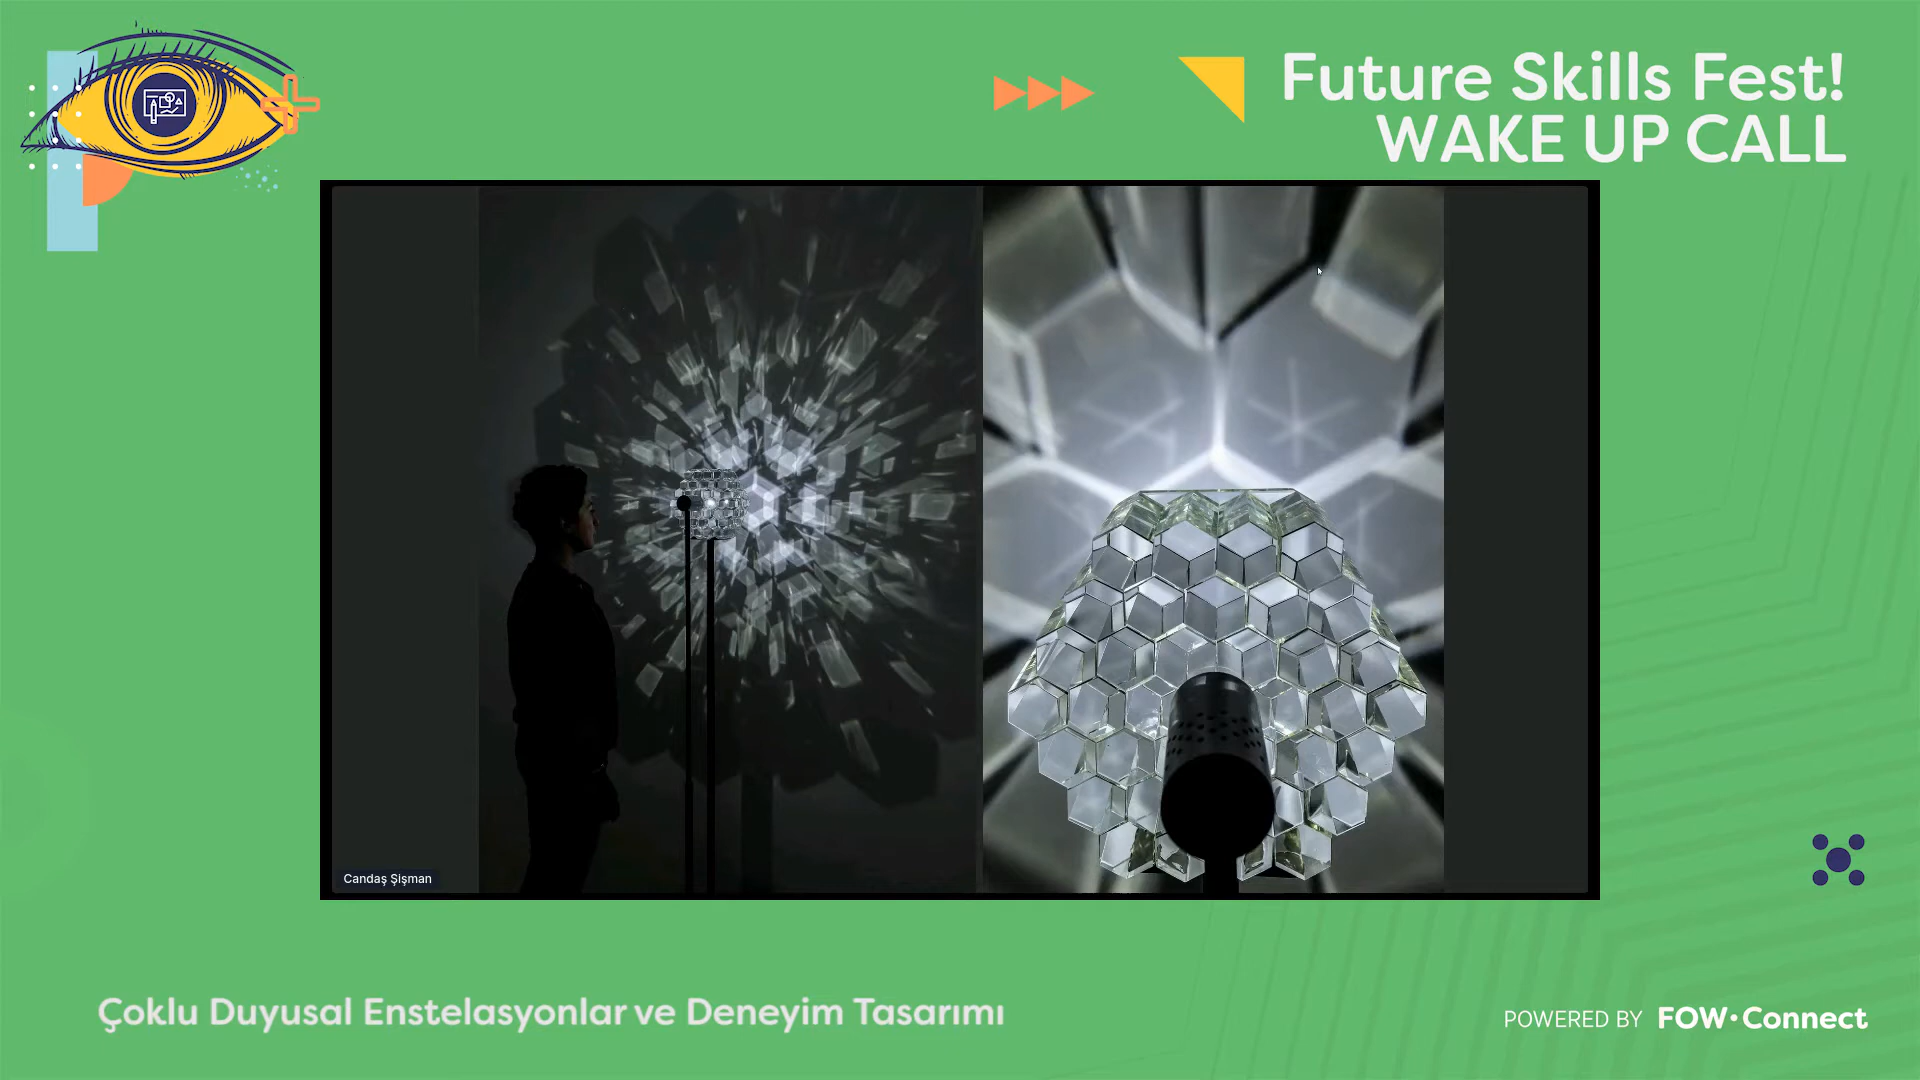 Future Skills Fest!
WAKE UP CALL
Candaş Şişman
Çoklu Duyusal Enstelasyonlar ve Deneyim Tasarımı
POWERED BY FOW·Connect